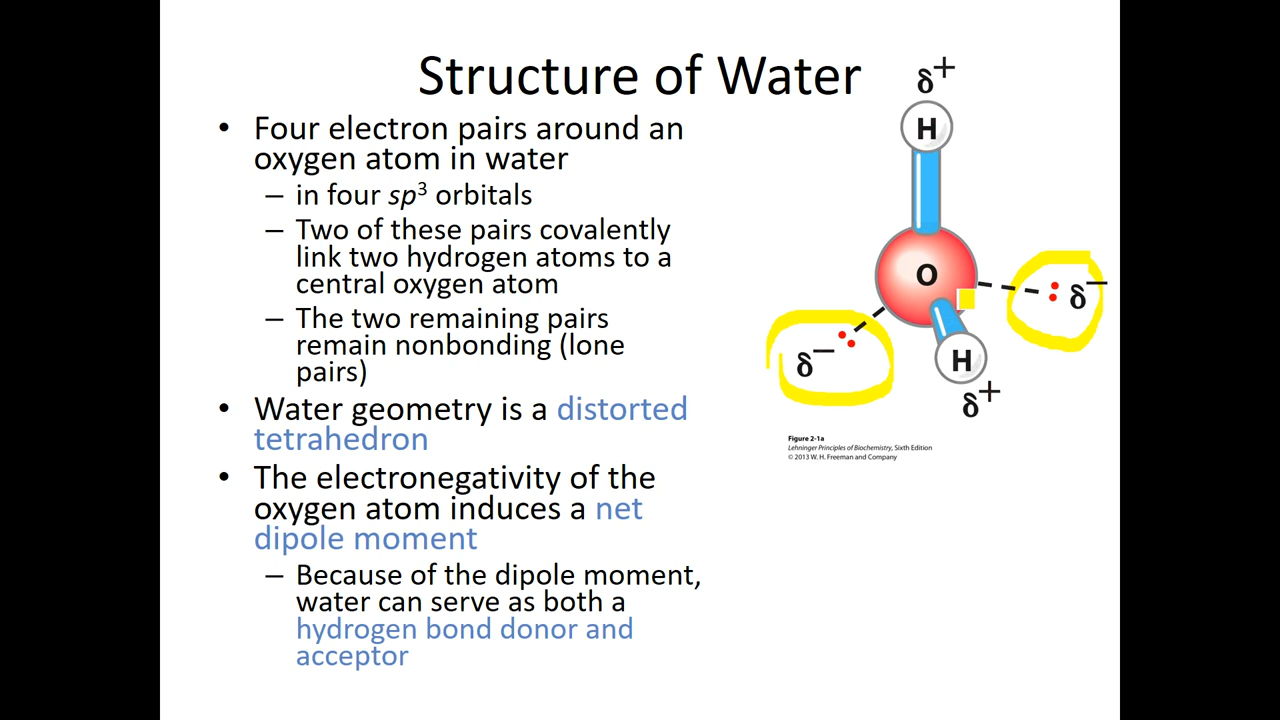 Structure of Water
• Four electron pairs around an
oxygen atom in water
– in four sp³ orbitals
– Two of these pairs covalently
link two hydrogen atoms to a
central oxygen atom
– The two remaining pairs
remain nonbonding (lone
pairs)
• Water geometry is a distorted
tetrahedron
• The electronegativity of the
oxygen atom induces a net
dipole moment
– Because of the dipole moment,
water can serve as both a
hydrogen bond donor and
acceptor
δ+
H
O
δ−
δ−
H
δ+
Figure 2-1a
Lehninger Principles of Biochemistry, Sixth Edition
© 2013 W. H. Freeman and Company